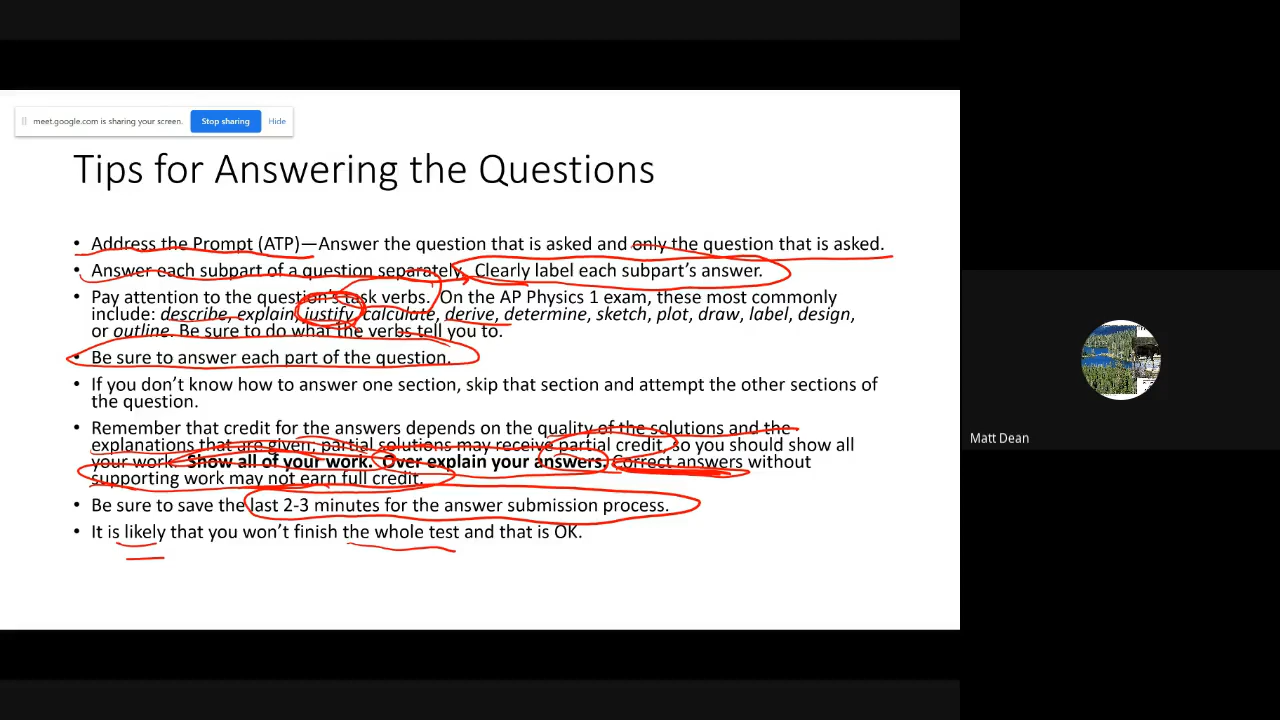 meet.google.com is sharing your screen.
Stop sharing
Hide
Tips for Answering the Questions
• Address the Prompt (ATP)—Answer the question that is asked and only the question that is asked.
• Answer each subpart of a question separately. Clearly label each subpart's answer.
• Pay attention to the question's task verbs. On the AP Physics 1 exam, these most commonly
include: describe, explain, justify, calculate, derive, determine, sketch, plot, draw, label, design,
or outline. Be sure to do what the verbs tell you to.
• Be sure to answer each part of the question.
• If you don't know how to answer one section, skip that section and attempt the other sections of
the question.
• Remember that credit for the answers depends on the quality of the solutions and the
explanations that are given; partial solutions may receive partial credit, so you should show all
your work. Show all of your work. Over explain your answers. Correct answers without
supporting work may not earn full credit.
• Be sure to save the last 2-3 minutes for the answer submission process.
• It is likely that you won't finish the whole test and that is OK.
Matt Dean